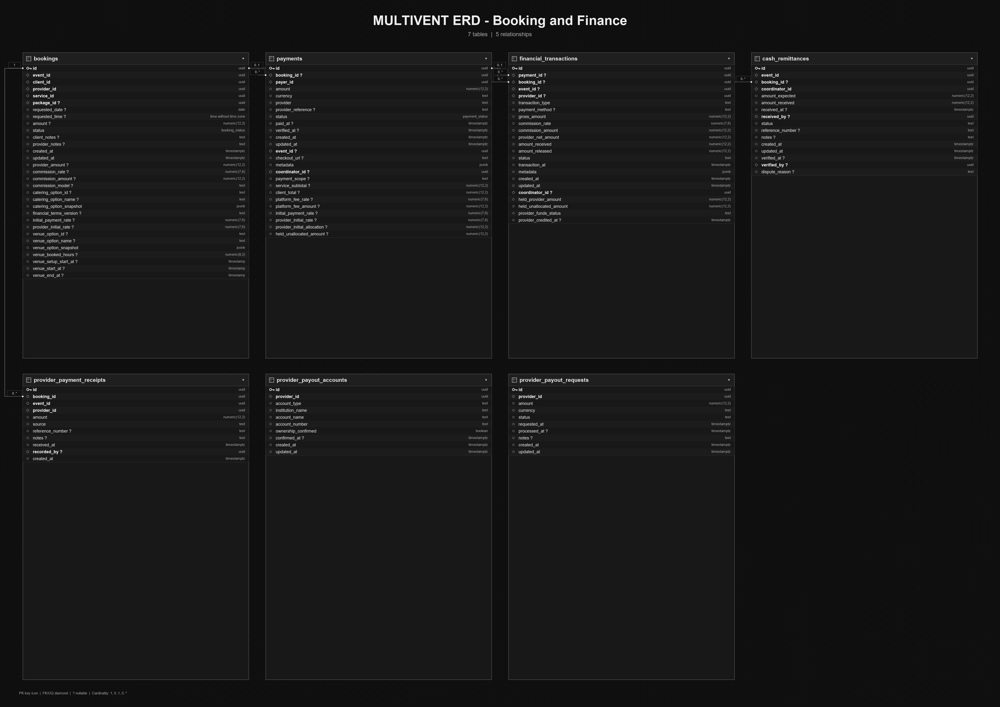 MULTIVENT ERD - Booking and Finance
7 tables | 5 relationships
bookings
1
id uuid
event_id uuid
client_id uuid
provider_id uuid
service_id uuid
package_id ? uuid
requested_date ? date
requested_time ? time without time zone
amount ? numeric(12,2)
status booking_status
client_notes ? text
provider_notes ? text
created_at timestamptz
updated_at timestamptz
provider_amount ? numeric(12,2)
commission_rate ? numeric(7,6)
commission_amount ? numeric(12,2)
commission_model ? text
catering_option_id ? text
catering_option_name ? text
catering_option_snapshot jsonb
financial_terms_version ? text
initial_payment_rate ? numeric(7,6)
provider_initial_rate ? numeric(7,6)
venue_option_id ? text
venue_option_name ? text
venue_option_snapshot jsonb
venue_booked_hours ? numeric(8,2)
venue_setup_start_at ? timestamp
venue_start_at ? timestamp
venue_end_at ? timestamp
0..1
0..*
payments
id uuid
booking_id ? uuid
payer_id uuid
amount numeric(12,2)
currency text
provider text
provider_reference ? text
status payment_status
paid_at ? timestamptz
verified_at ? timestamptz
created_at timestamptz
updated_at timestamptz
event_id ? uuid
checkout_url ? text
metadata jsonb
coordinator_id ? uuid
payment_scope ? text
service_subtotal ? numeric(12,2)
client_total ? numeric(12,2)
platform_fee_rate ? numeric(7,6)
platform_fee_amount ? numeric(12,2)
initial_payment_rate ? numeric(7,6)
provider_initial_rate ? numeric(7,6)
provider_initial_allocation ? numeric(12,2)
held_unallocated_amount ? numeric(12,2)
0..1
0..*
0..*
financial_transactions
id uuid
payment_id ? uuid
booking_id ? uuid
event_id ? uuid
provider_id ? uuid
transaction_type text
payment_method ? text
gross_amount numeric(12,2)
commission_rate numeric(7,6)
commission_amount numeric(12,2)
provider_net_amount numeric(12,2)
amount_received numeric(12,2)
amount_released numeric(12,2)
status text
transaction_at timestamptz
metadata jsonb
created_at timestamptz
updated_at timestamptz
coordinator_id ? uuid
held_provider_amount numeric(12,2)
held_unallocated_amount numeric(12,2)
provider_funds_status text
provider_credited_at ? timestamptz
0..*
cash_remittances
id uuid
event_id uuid
booking_id ? uuid
coordinator_id uuid
amount_expected numeric(12,2)
amount_received numeric(12,2)
received_at ? timestamptz
received_by ? uuid
status text
reference_number ? text
notes ? text
created_at timestamptz
updated_at timestamptz
verified_at ? timestamptz
verified_by ? uuid
dispute_reason ? text
provider_payment_receipts
0..*
id uuid
booking_id uuid
event_id uuid
provider_id uuid
amount numeric(12,2)
source text
reference_number ? text
notes ? text
received_at timestamptz
recorded_by ? uuid
created_at timestamptz
provider_payout_accounts
id uuid
provider_id uuid
account_type text
institution_name text
account_name text
account_number text
ownership_confirmed boolean
confirmed_at ? timestamptz
created_at timestamptz
updated_at timestamptz
provider_payout_requests
id uuid
provider_id uuid
amount numeric(12,2)
currency text
status text
requested_at timestamptz
processed_at ? timestamptz
notes ? text
created_at timestamptz
updated_at timestamptz
PK key icon | FK/UQ diamond | ? nullable | Cardinality: 1, 0..1, 0..*